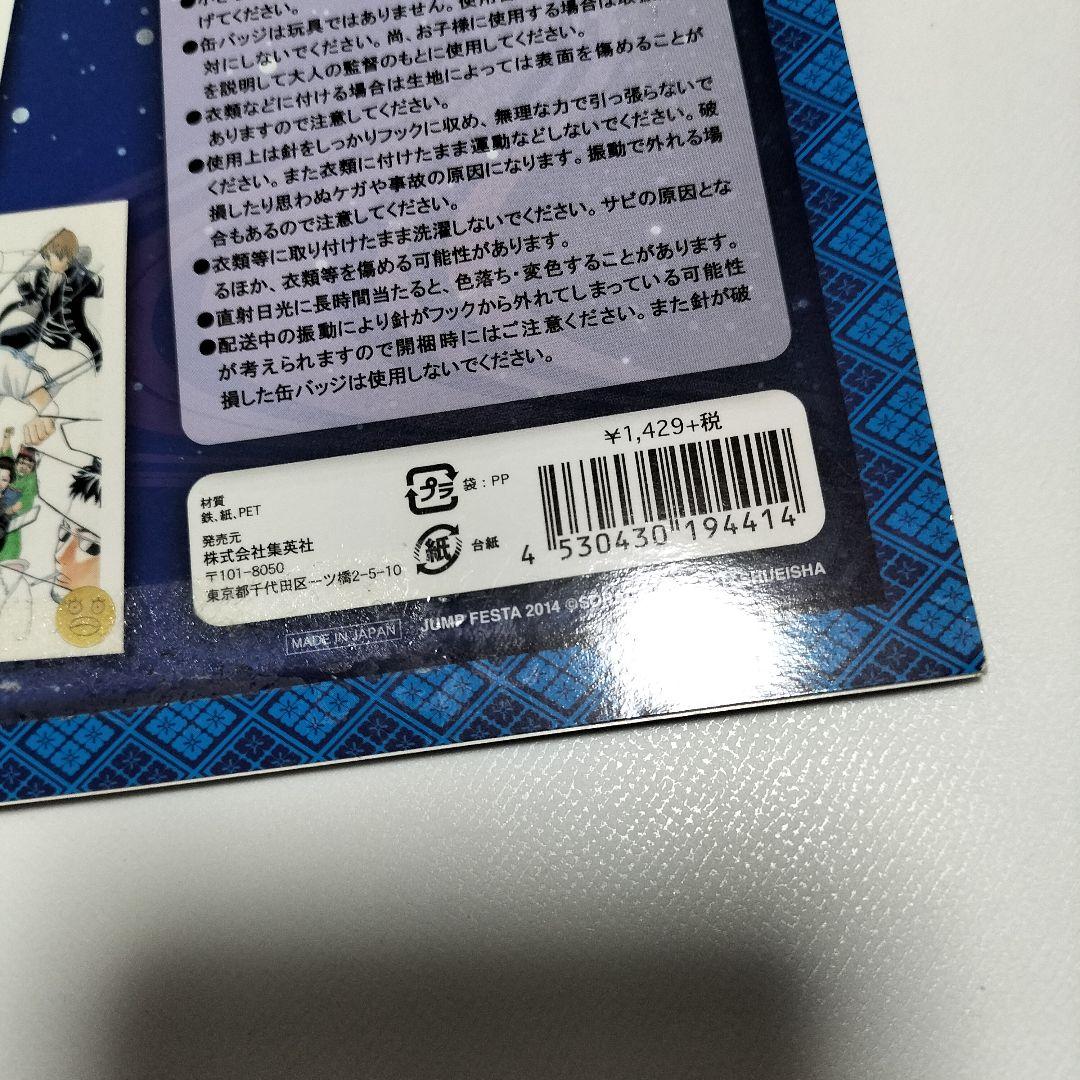 げてください。
●缶バッジは玩具ではありません。
対にしないでください。尚、お子様に使用する場合は
を説明して大人の監督のもとに使用してください。
●衣類などに付ける場合は生地によっては表面を傷めることが
ありますので注意してください。
●使用上は針をしっかりフックに収め、無理な力で引っ張らないで
ください。また衣類に付けたまま運動などしないでください。破
損したり思わぬケガや事故の原因になります。振動で外れる場
合もあるので注意してください。
●衣類等に取り付けたまま洗濯しないでください。サビの原因とな
るほか、衣類等を傷める可能性があります。
●直射日光に長時間当たると、色落ち・変色することがあります。
●配送中の振動により針がフックから外れてしまっている可能性
が考えられますので開梱時にはご注意ください。また針が破
損した缶バッジは使用しないでください。
¥1,429+税
材質
鉄、紙、PET
発売元
株式会社集英社
〒101-8050
東京都千代田区一ツ橋2-5-10
プラ
袋：PP
紙
台紙
4 530430 194414
MADE IN JAPAN
JUMP FESTA 2014 ©SOR SHUEISHA